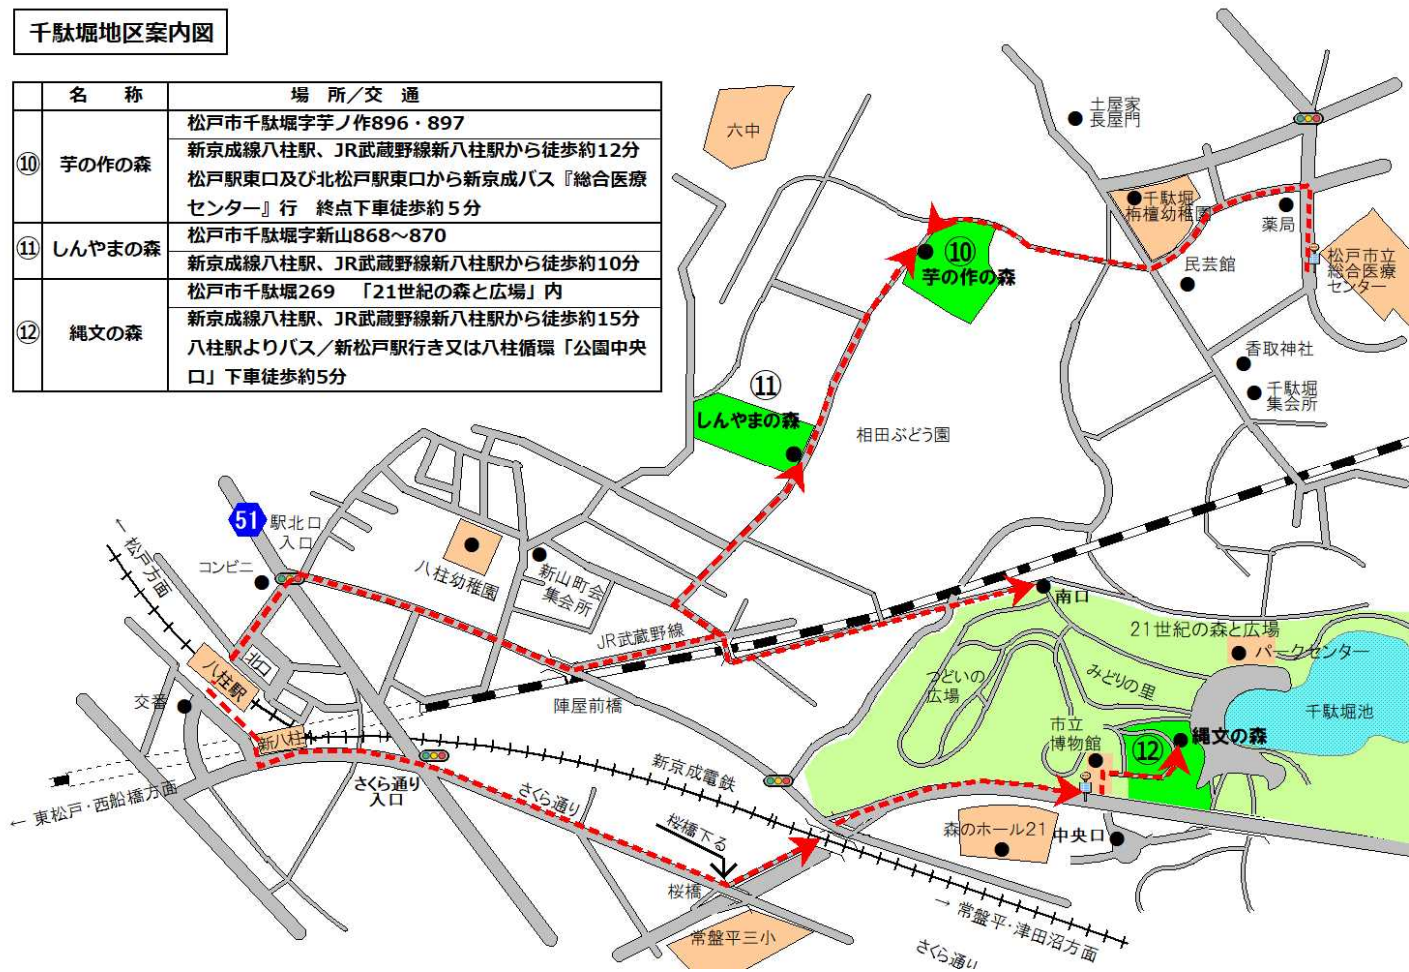 千駄堀地区案内図
名　称
場　所／交　通
⑩
芋の作の森
松戸市千駄堀字芋ノ作896・897
新京成線八柱駅、JR武蔵野線新八柱駅から徒歩約12分
松戸駅東口及び北松戸駅東口から新京成バス『総合医療
センター』行　終点下車徒歩約５分
⑪
しんやまの森
松戸市千駄堀字新山868～870
新京成線八柱駅、JR武蔵野線新八柱駅から徒歩約10分
⑫
縄文の森
松戸市千駄堀269　「21世紀の森と広場」内
新京成線八柱駅、JR武蔵野線新八柱駅から徒歩約15分
八柱駅よりバス／新松戸駅行き又は八柱循環「公園中央
口」下車徒歩約5分
六中
土屋家
長屋門
千駄堀
栴檀幼稚園
薬局
民芸館
松戸市立
総合医療
センター
⑩
芋の作の森
香取神社
千駄堀
集会所
⑪
しんやまの森
相田ぶどう園
51
駅北口
入口
コンビニ
← 松戸方面
八柱幼稚園
新山町会
集会所
JR武蔵野線
南口
21世紀の森と広場
パークセンター
北口
八柱駅
交番
新八柱
陣屋前橋
つどいの
広場
みどりの里
千駄堀池
市立
博物館
⑫
縄文の森
← 東松戸・西船橋方面
さくら通り
入口
新京成電鉄
さくら通り
桜橋下る
森のホール21
中央口
桜橋
常盤平三小
→ 常盤平・津田沼方面
さくら通り